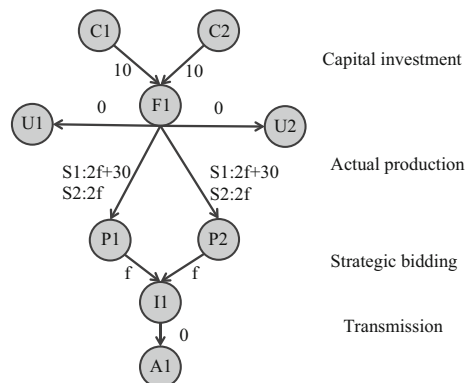 C1
C2
10
10
Capital investment
F1
0
0
U1
U2
Actual production
S1:2f+30
S2:2f
S1:2f+30
S2:2f
P1
P2
f
f
Strategic bidding
I1
0
Transmission
A1